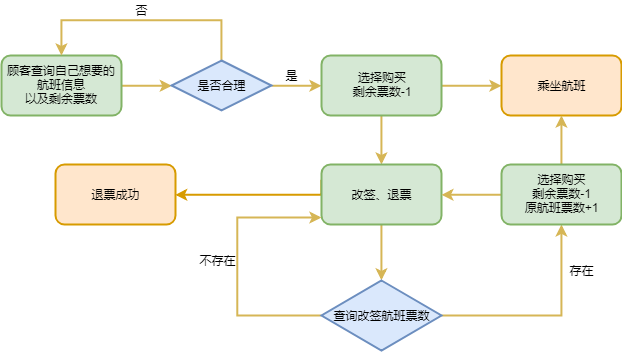 否
顾客查询自己想要的
航班信息
以及剩余票数
是否合理
是
选择购买
剩余票数-1
乘坐航班
退票成功
改签、退票
选择购买
剩余票数-1
原航班票数+1
不存在
存在
查询改签航班票数